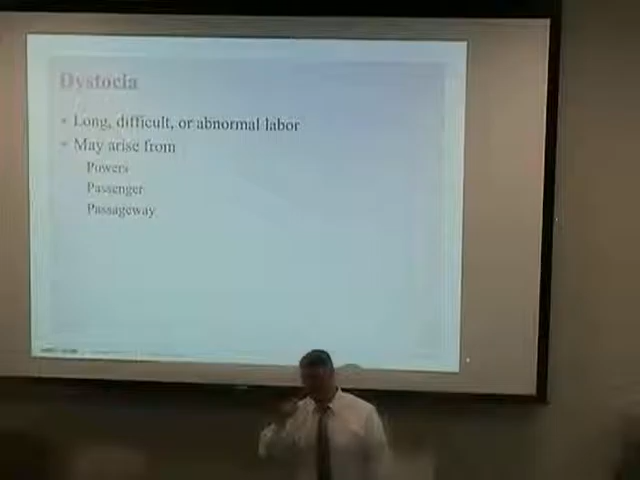 Dystocia
• Long, difficult, or abnormal labor
• May arise from
Powers
Passenger
Passageway